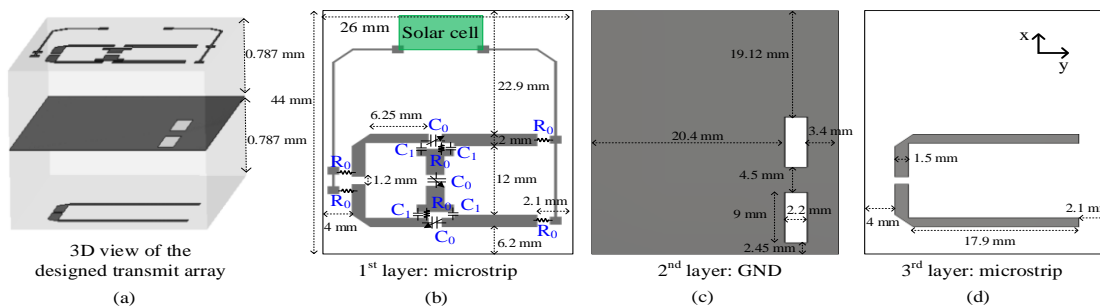 0.787 mm
44 mm
0.787 mm
3D view of the
designed transmit array
(a)
26 mm
Solar cell
22.9 mm
6.25 mm
C0
R0
2 mm
C1
C1
R0
R0
1.2 mm
C0
12 mm
R0
R0
C1
C1
2.1 mm
R0
4 mm
C0
6.2 mm
1st layer: microstrip
(b)
19.12 mm
20.4 mm
3.4 mm
4.5 mm
9 mm
2.2 mm
2.45 mm
2nd layer: GND
(c)
x
y
1.5 mm
4 mm
2.1 mm
17.9 mm
3rd layer: microstrip
(d)